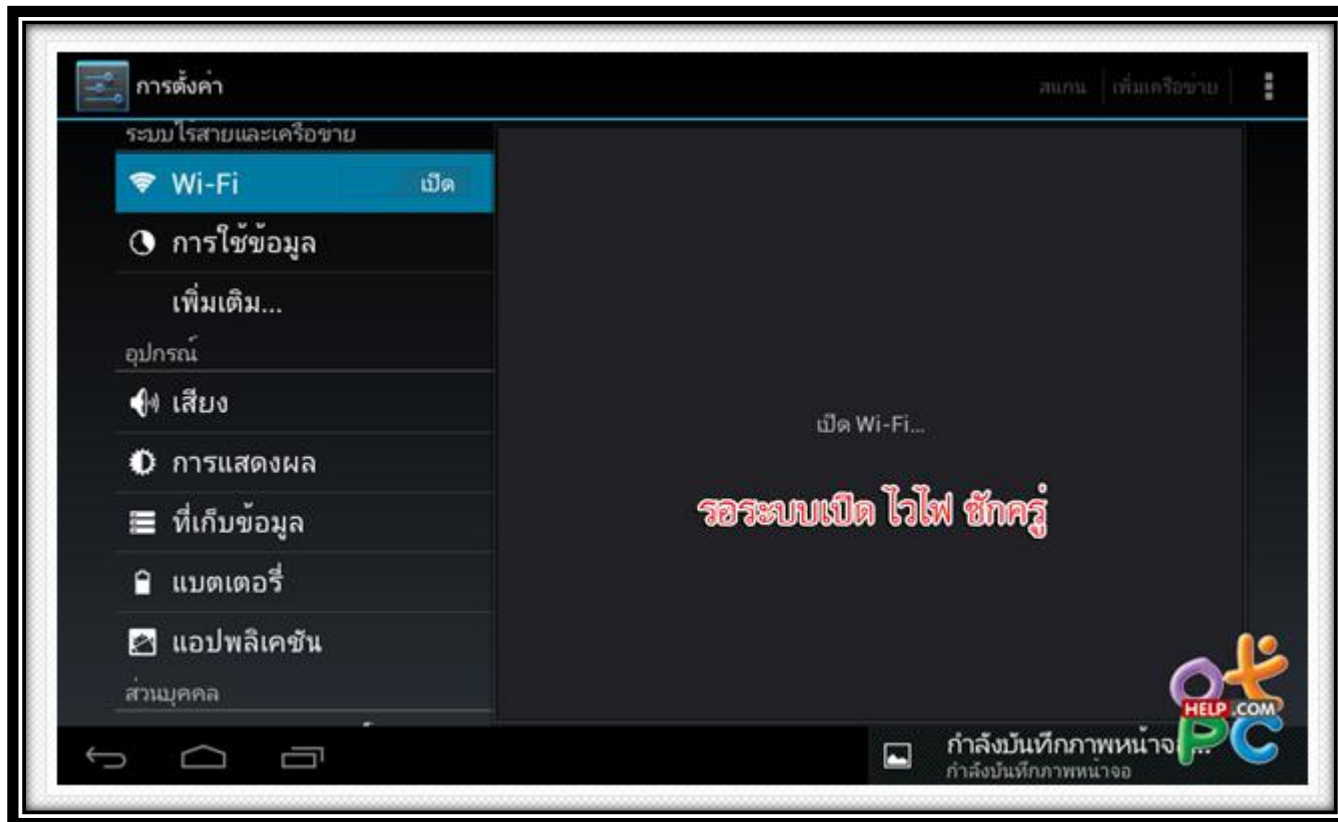 การตั้งค่า
สแกน เพิ่มเครือข่าย
ระบบไร้สายและเครือข่าย
Wi-Fi เปิด
การใช้ข้อมูล
เพิ่มเติม...
อุปกรณ์
เสียง
เปิด Wi-Fi...
การแสดงผล
รอระบบเปิด ไวไฟ ซักครู่
ที่เก็บข้อมูล
แบตเตอรี่
แอปพลิเคชัน
ส่วนบุคคล
HELP.COM
PC
กำลังบันทึกภาพหน้าจอ...
กำลังบันทึกภาพหน้าจอ